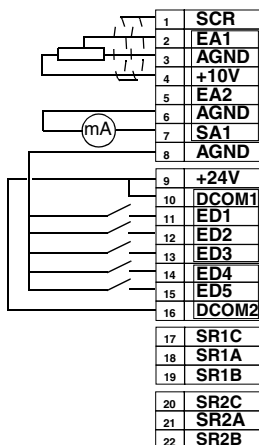 1 SCR
2 EA1
3 AGND
4 +10V
5 EA2
6 AGND
mA
7 SA1
8 AGND
9 +24V
10 DCOM1
11 ED1
12 ED2
13 ED3
14 ED4
15 ED5
16 DCOM2
17 SR1C
18 SR1A
19 SR1B
20 SR2C
21 SR2A
22 SR2B